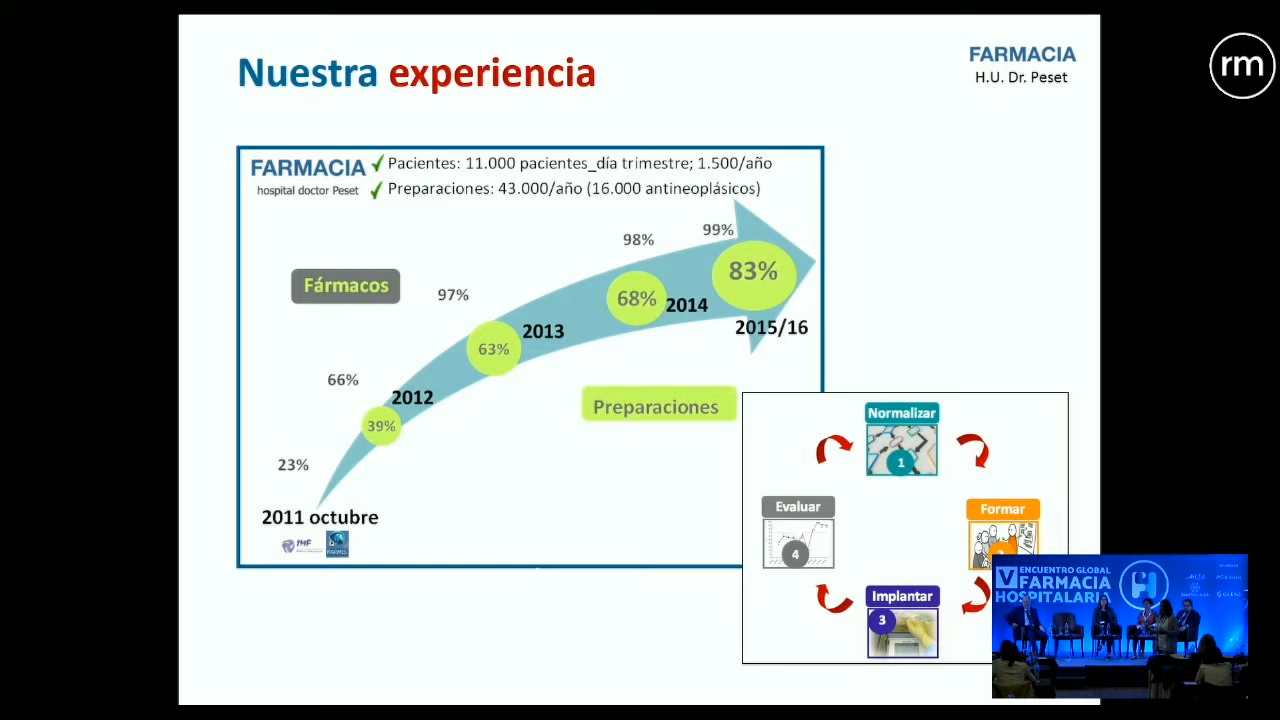 Nuestra experiencia
FARMACIA
H.U. Dr. Peset
rm
FARMACIA
hospital doctor Peset
✓ Pacientes: 11.000 pacientes_día trimestre; 1.500/año
✓ Preparaciones: 43.000/año (16.000 antineoplásicos)
99%
98%
83%
Fármacos
97%
68%
2014
2015/16
2013
63%
66%
2012
39%
Preparaciones
23%
2011 octubre
IMF
FARMIS
Normalizar
1
Evaluar
4
Formar
Implantar
3
V ENCUENTRO GLOBAL
FARMACIA
HOSPITALARIA
H